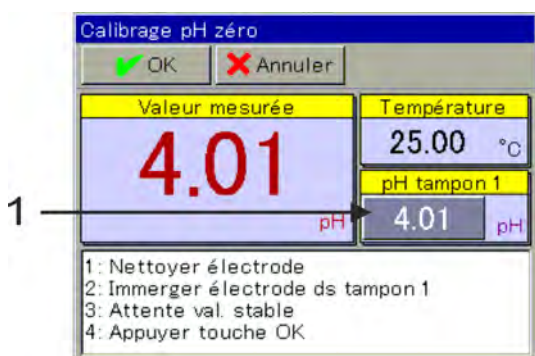 Calibrage pH zéro
OK Annuler
Valeur mesurée
4.01
pH
Température
25.00 °C
pH tampon 1
4.01 pH
1
1: Nettoyer électrode
2: Immerger électrode ds tampon 1
3: Attente val. stable
4: Appuyer touche OK